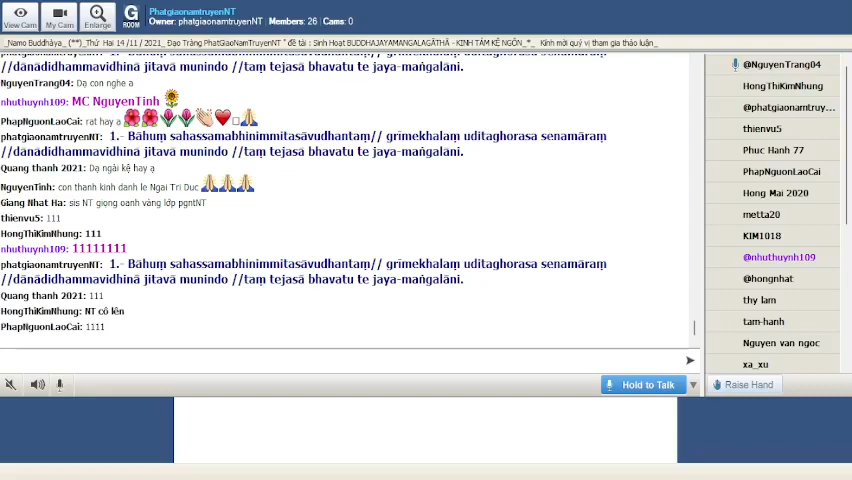 View Cam
My Cam
Enlarge
G
ROOM
PhatgiaonamtruyenNT
Owner: phatgiaonamtruyenNT Members: 26 Cams: 0
_Namo Buddhàya_ (**)_Thứ Hai 14/11/2021_ Đạo Tràng PhatGiaoNamTruyenNT " đề tài : Sinh Hoạt BUDDHAJAYAMANGALAGĀTHĀ - KINH TÁM KỆ NGÔN_*_ Kính mời quý vị tham gia thảo luận_
//dānādidhammavidhinā jitavā munindo //taṃ tejasā bhavatu te jaya-maṅgalāni.
NguyenTrang04: Dạ con nghe a
nhuthuynh109: MC NguyenTinh
PhapNguonLaoCai: rat hay a
phatgiaonamtruyenNT: 1.- Bāhuṃ sahassamabhinimmitasāvudhantaṃ// grīmekhalaṃ uditaghorasa senamāraṃ
//dānādidhammavidhinā jitavā munindo //taṃ tejasā bhavatu te jaya-maṅgalāni.
Quang thanh 2021: Dạ ngài kệ hay ạ
NguyenTinh: con thanh kinh danh le Ngai Tri Duc
Giang Nhat Ha: sis NT giọng oanh vàng lớp pgntNT
thienvu5: 111
HongThiKimNhung: 111
nhuthuynh109: 11111111
phatgiaonamtruyenNT: 1.- Bāhuṃ sahassamabhinimmitasāvudhantaṃ// grīmekhalaṃ uditaghorasa senamāraṃ
//dānādidhammavidhinā jitavā munindo //taṃ tejasā bhavatu te jaya-maṅgalāni.
Quang thanh 2021: 111
HongThiKimNhung: NT cô lên
PhapNguonLaoCai: 1111
Hold to Talk
@NguyenTrang04
HongThiKimNhung
@phatgiaonamtruy...
thienvu5
Phuc Hanh 77
PhapNguonLaoCai
Hong Mai 2020
metta20
KIM1018
@nhuthuynh109
@hongnhat
thy lam
tam-hanh
Nguyen van ngoc
xa_xu
Raise Hand